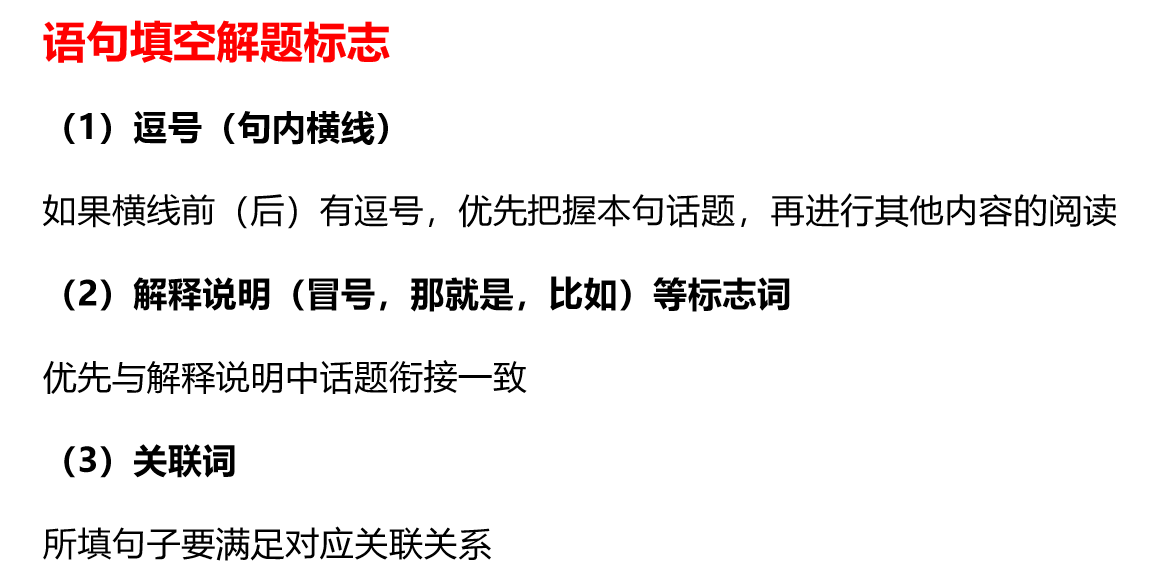 语句填空解题标志
（1）逗号（句内横线）
如果横线前（后）有逗号，优先把握本句话题，再进行其他内容的阅读
（2）解释说明（冒号，那就是，比如）等标志词
优先与解释说明中话题衔接一致
（3）关联词
所填句子要满足对应关联关系